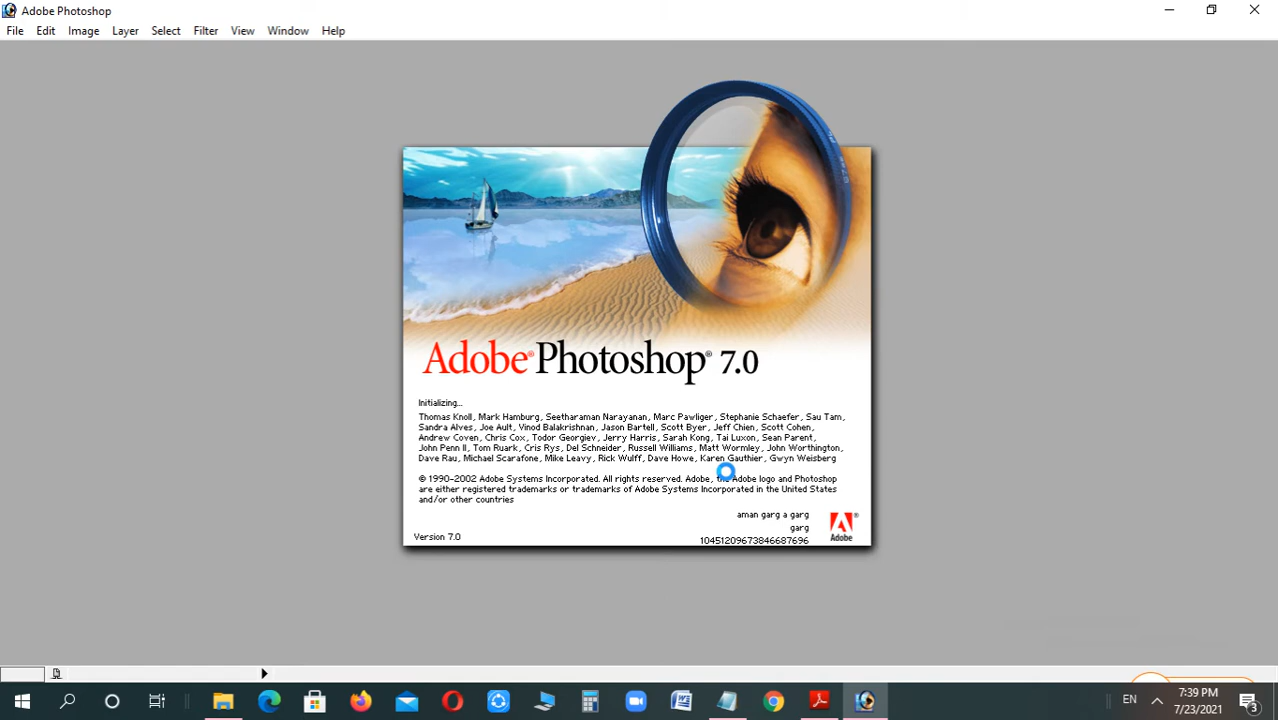 Adobe Photoshop
File Edit Image Layer Select Filter View Window Help
Adobe® Photoshop® 7.0
Initializing...
Thomas Knoll, Mark Hamburg, Seetharaman Narayanan, Marc Pawliger, Stephanie Schaefer, Sau Tam,
Sandra Alves, Joe Ault, Vinod Balakrishnan, Jason Bartell, Scott Byer, Jeff Chien, Scott Cohen,
Andrew Coven, Chris Cox, Todor Georgiev, Jerry Harris, Sarah Kong, Tai Luxon, Sean Parent,
John Penn II, Tom Ruark, Cris Rys, Del Schneider, Russell Williams, Matt Wormley, John Worthington,
Dave Rau, Michael Scarafone, Mike Leavy, Rick Wulff, Dave Howe, Karen Gauthier, Gwyn Weisberg
© 1990-2002 Adobe Systems Incorporated. All rights reserved. Adobe, the Adobe logo and Photoshop
are either registered trademarks or trademarks of Adobe Systems Incorporated in the United States
and/or other countries
aman garg a garg
garg
10451209673846687696
Adobe
Version 7.0
EN
7:39 PM
7/23/2021
3